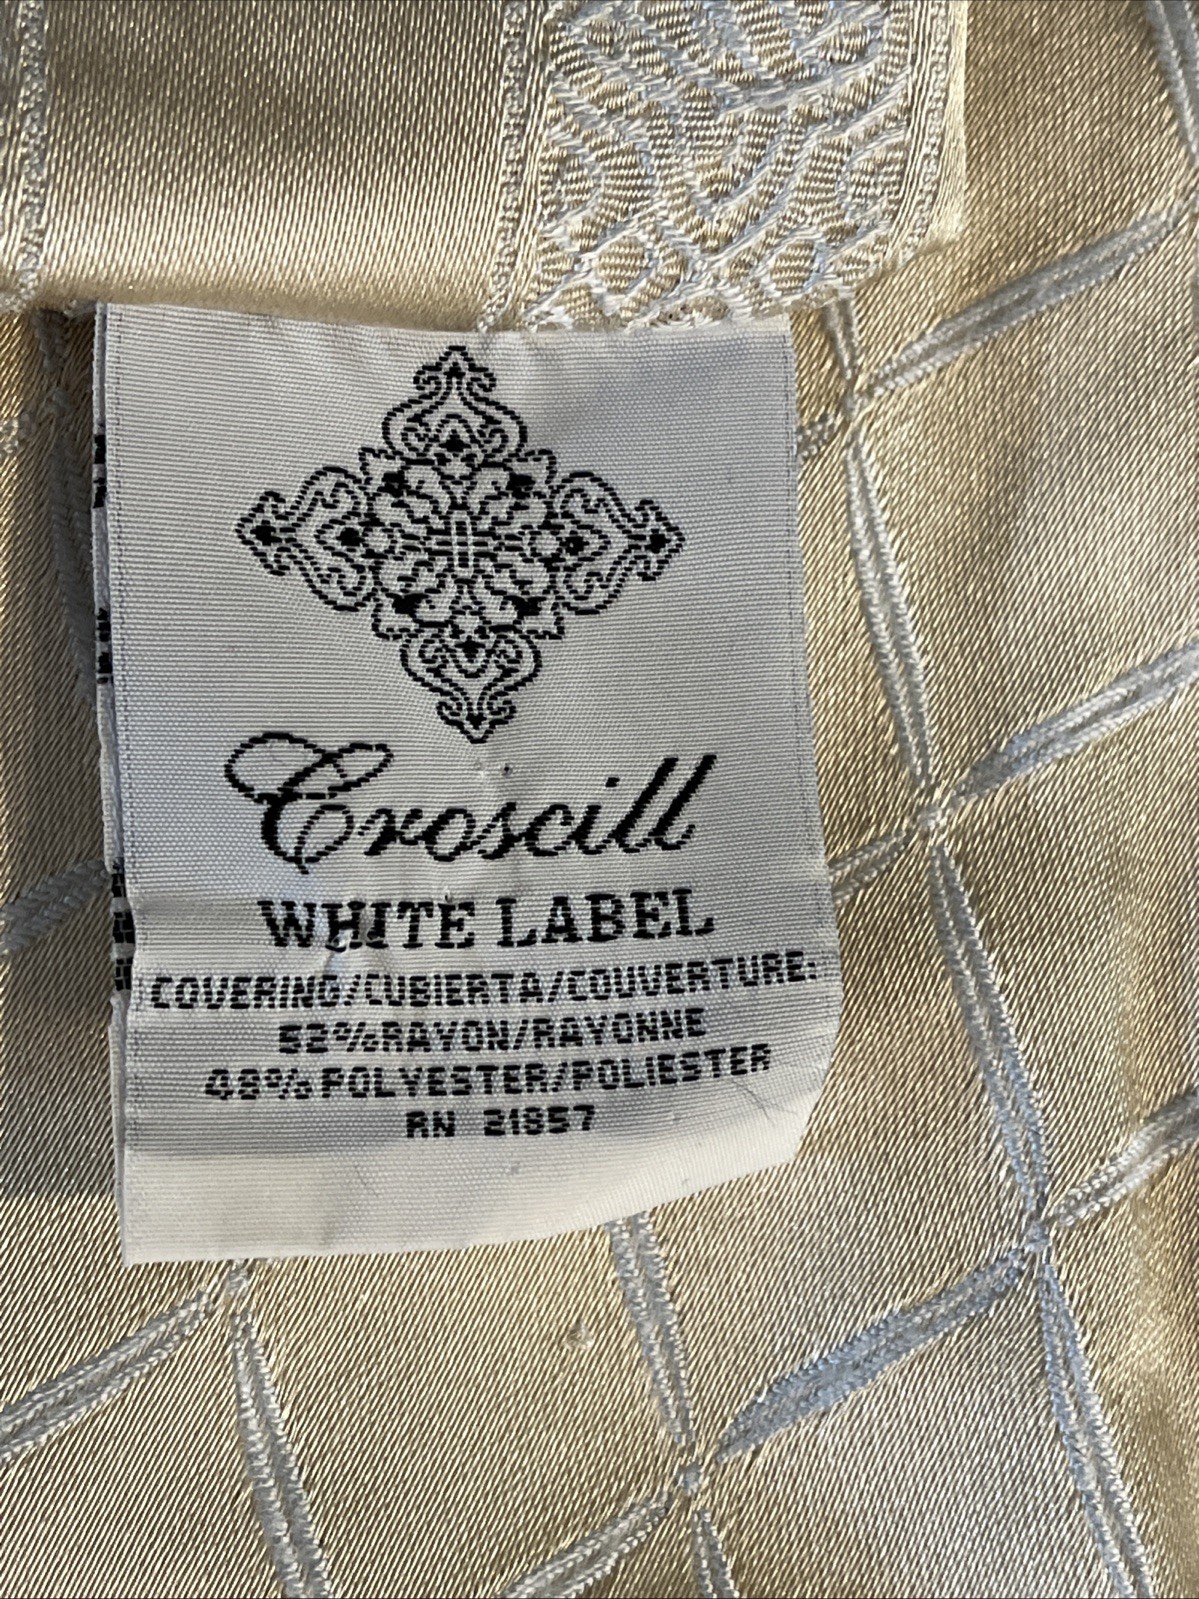 Croscill
WHITE LABEL
COVERING/CUBIERTA/COUVERTURE:
52%RAYON/RAYONNE
48%POLYESTER/POLIESTER
RN 21857